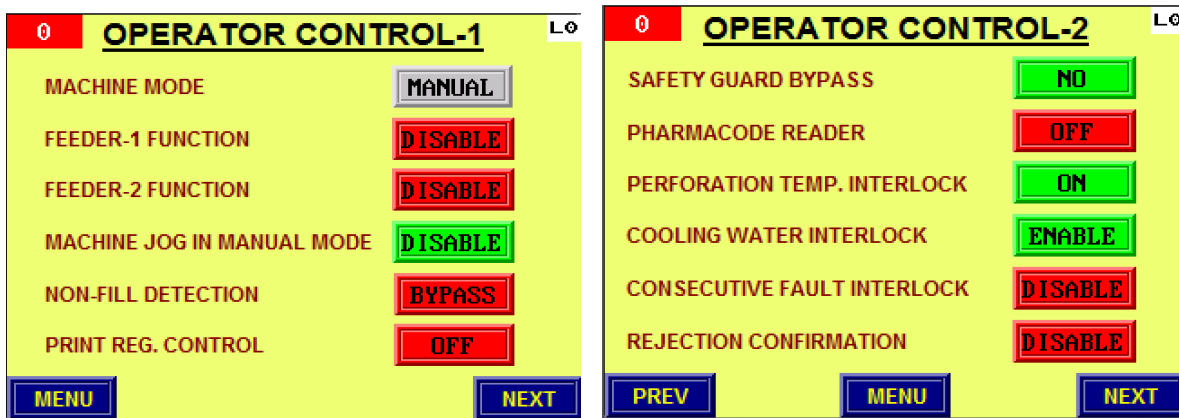 0 OPERATOR CONTROL-1 L0
MACHINE MODE MANUAL
FEEDER-1 FUNCTION DISABLE
FEEDER-2 FUNCTION DISABLE
MACHINE JOG IN MANUAL MODE DISABLE
NON-FILL DETECTION BYPASS
PRINT REG. CONTROL OFF
MENU NEXT
0 OPERATOR CONTROL-2 L0
SAFETY GUARD BYPASS NO
PHARMACODE READER OFF
PERFORATION TEMP. INTERLOCK ON
COOLING WATER INTERLOCK ENABLE
CONSECUTIVE FAULT INTERLOCK DISABLE
REJECTION CONFIRMATION DISABLE
PREV MENU NEXT